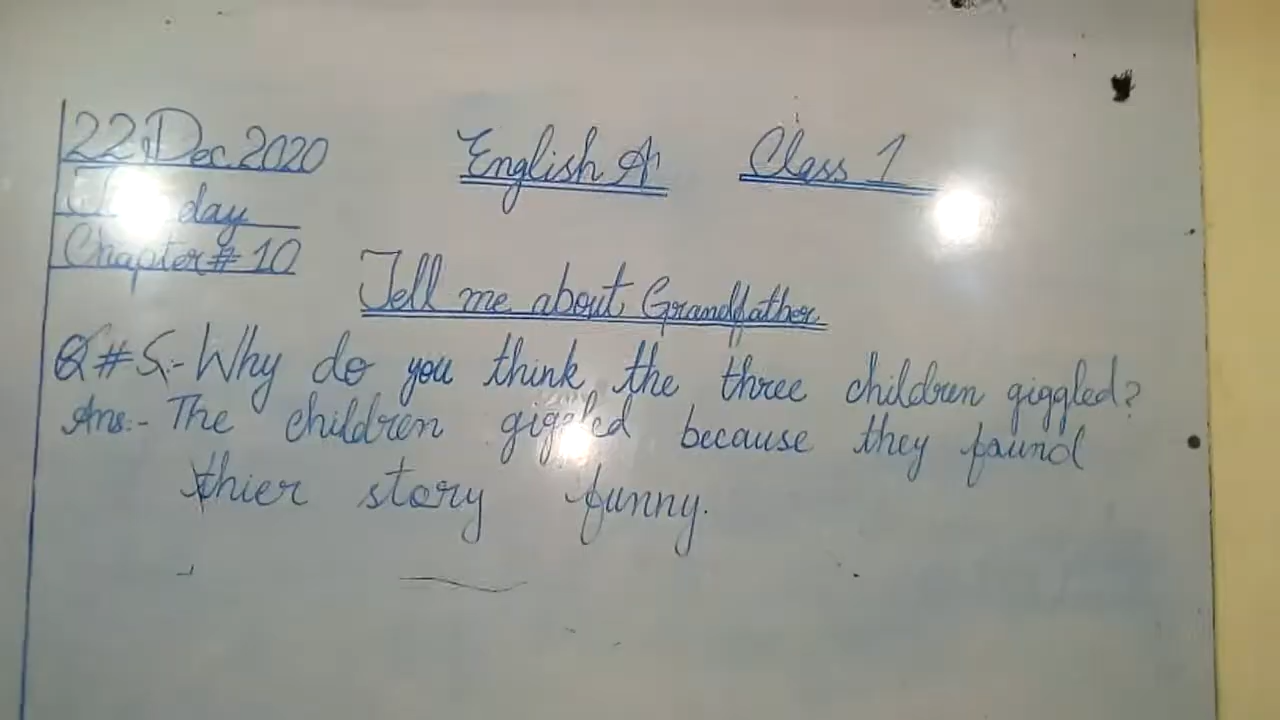 22 Dec 2020
English A
Class 1
day
Chapter # 10
Tell me about Grandfather
Q # 5:- Why do you think the three children giggled?
Ans:- The children giggled because they found
thier story funny.